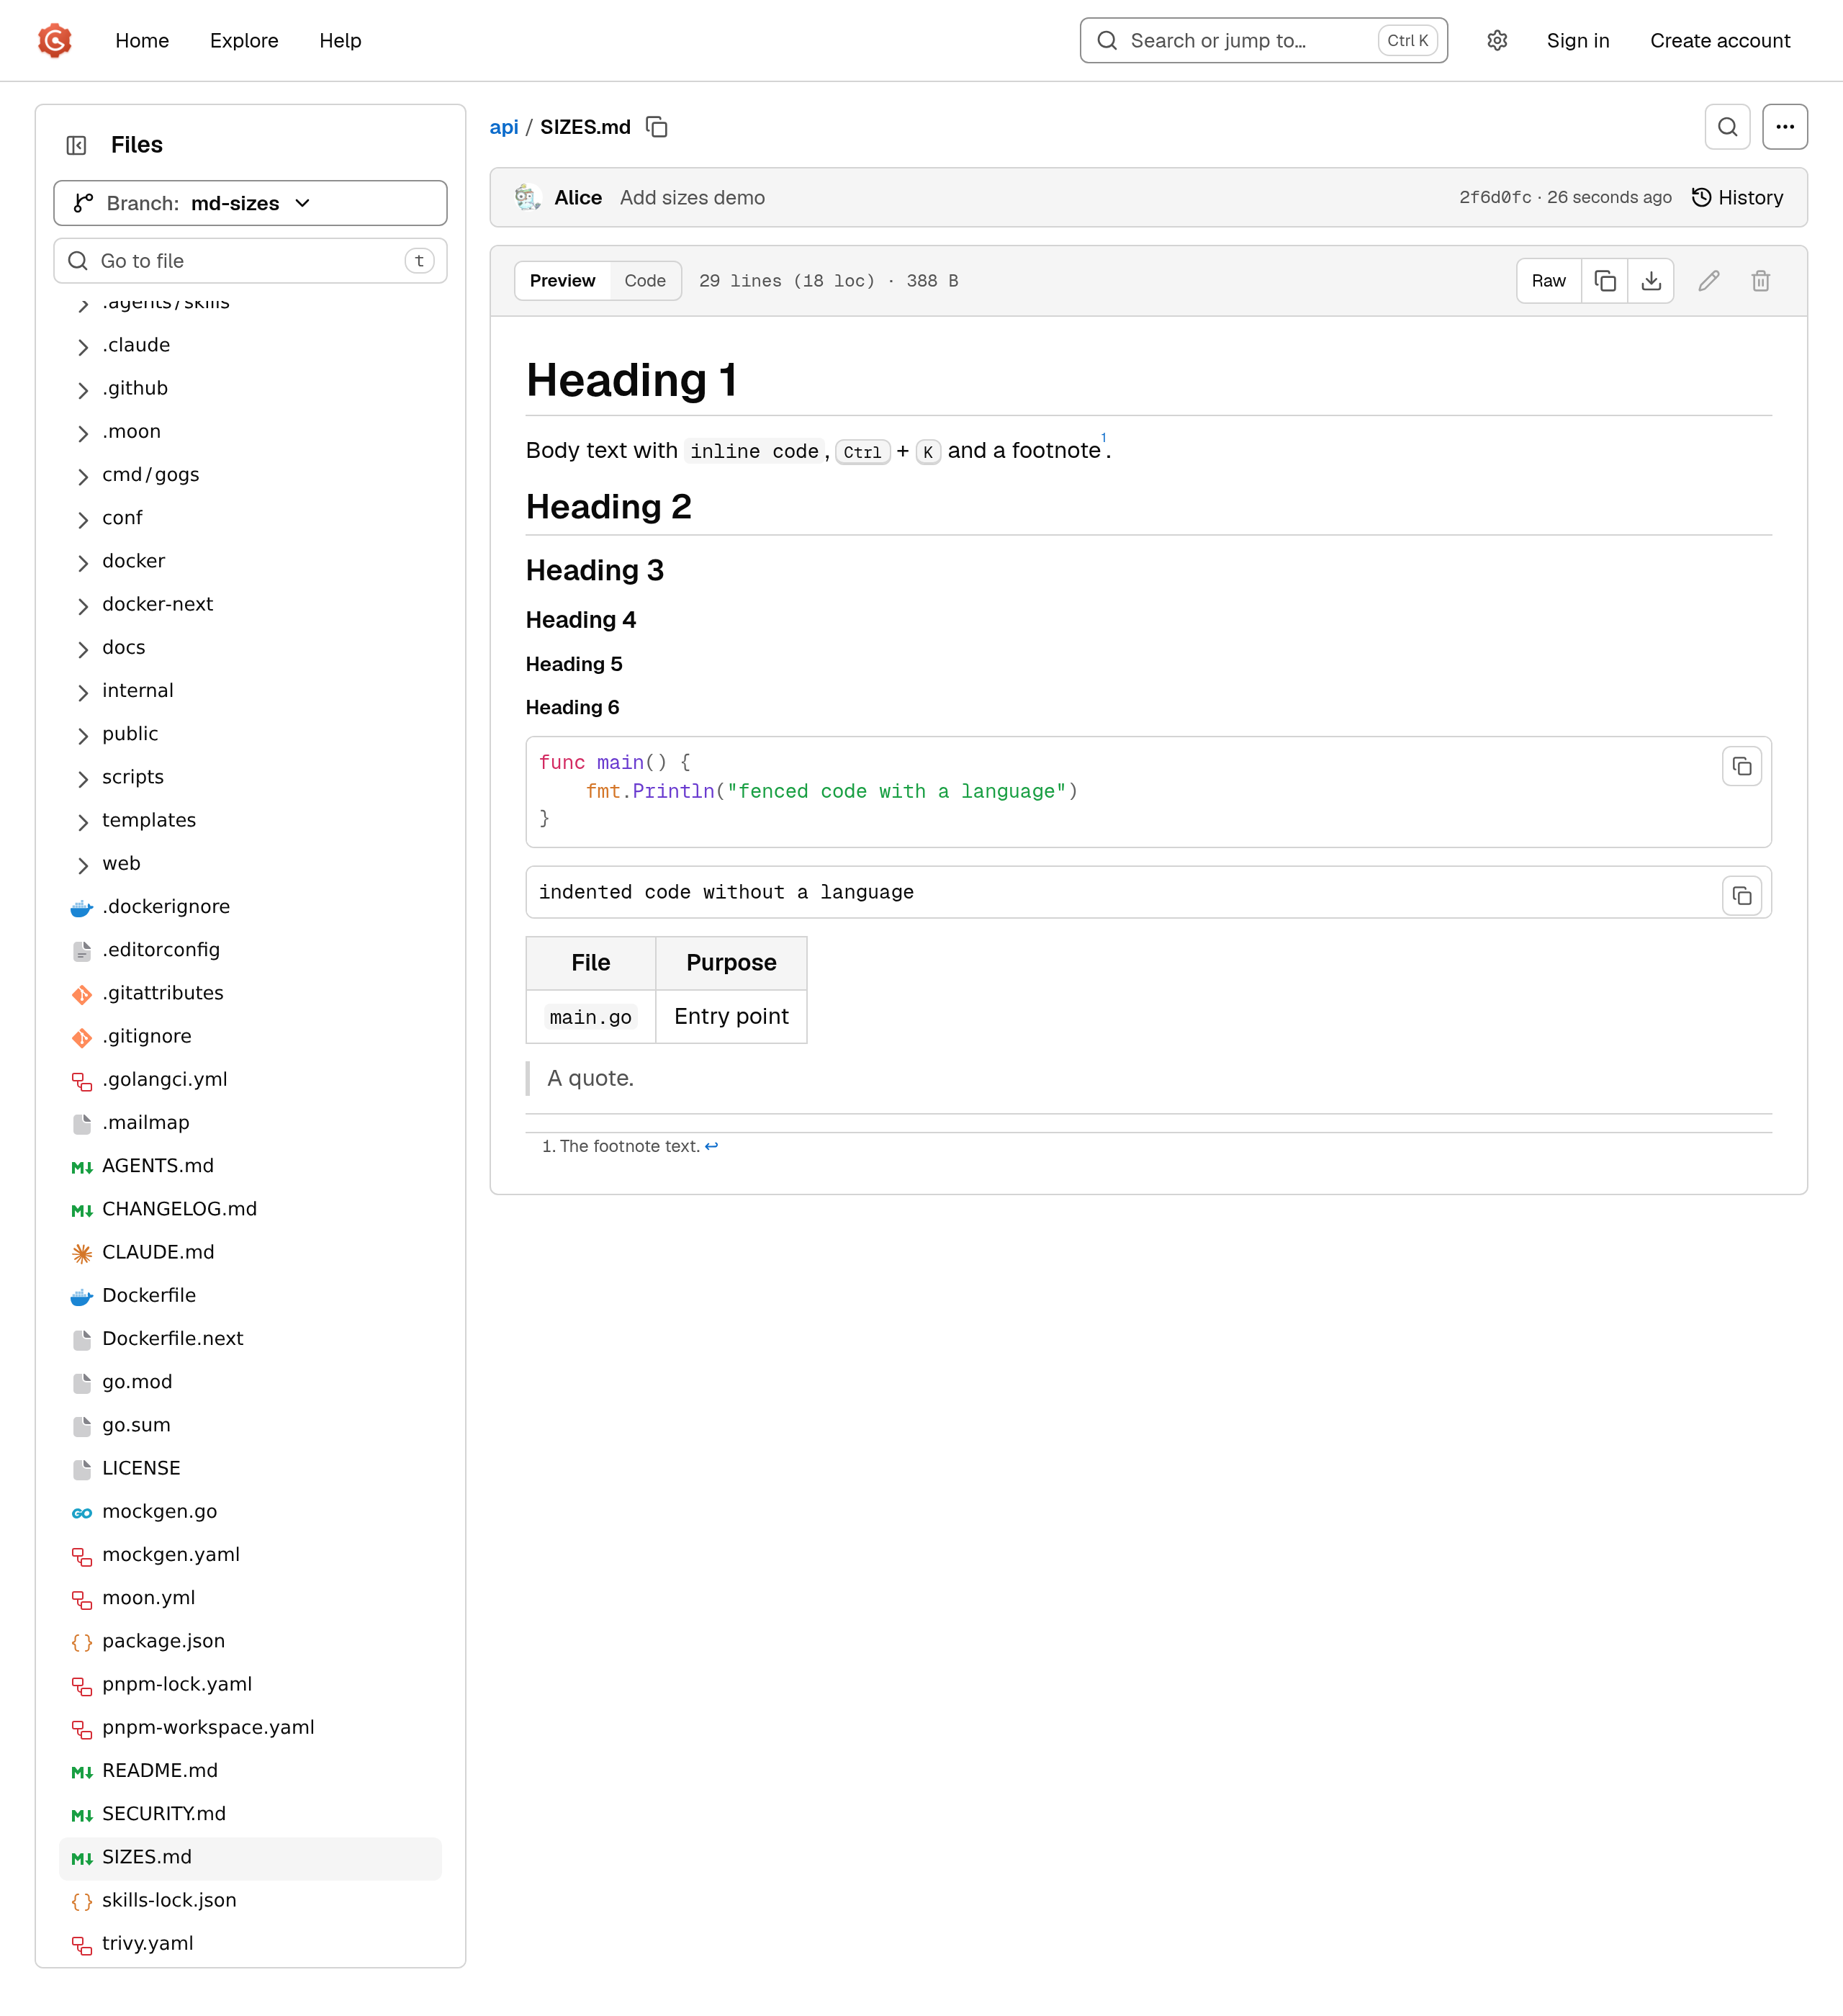 Home Explore Help Search or jump to... Ctrl K Sign in Create account
Files
Branch: md-sizes
Go to file t
.agents/skills
.claude
.github
.moon
cmd/gogs
conf
docker
docker-next
docs
internal
public
scripts
templates
web
.dockerignore
.editorconfig
.gitattributes
.gitignore
.golangci.yml
.mailmap
AGENTS.md
CHANGELOG.md
CLAUDE.md
Dockerfile
Dockerfile.next
go.mod
go.sum
LICENSE
mockgen.go
mockgen.yaml
moon.yml
package.json
pnpm-lock.yaml
pnpm-workspace.yaml
README.md
SECURITY.md
SIZES.md
skills-lock.json
trivy.yaml
api / SIZES.md
Alice Add sizes demo 2f6d0fc · 26 seconds ago History
Preview Code 29 lines (18 loc) · 388 B Raw
Heading 1
Body text with inline code, Ctrl + K and a footnote1.
Heading 2
Heading 3
Heading 4
Heading 5
Heading 6
func main() {
    fmt.Println("fenced code with a language")
}
indented code without a language
File Purpose
main.go Entry point
A quote.
1. The footnote text. ↩